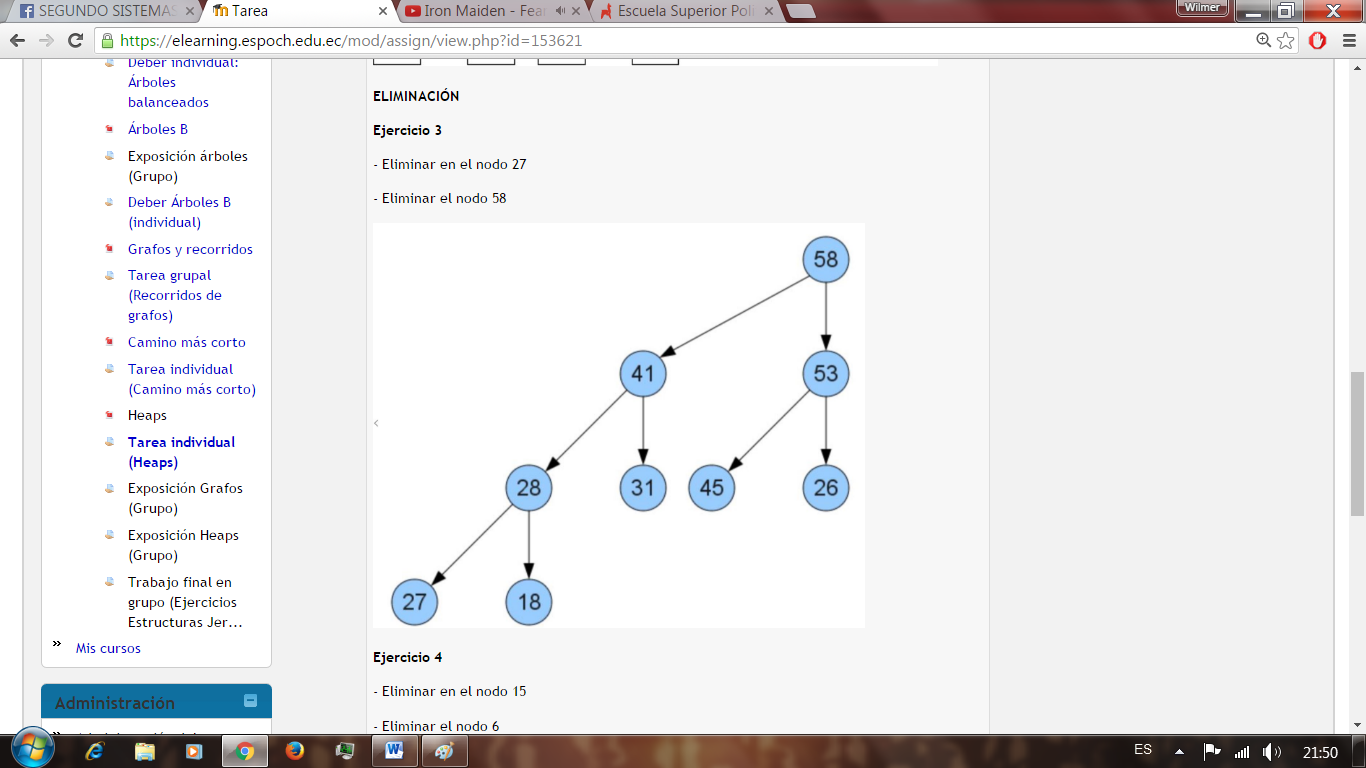 SEGUNDO SISTEMAS
Tarea
Iron Maiden - Fear
Escuela Superior Poli
Wilmer
https://elearning.espoch.edu.ec/mod/assign/view.php?id=153621
Deber individual:
Árboles
balanceados
Árboles B
Exposición árboles
(Grupo)
Deber Árboles B
(individual)
Grafos y recorridos
Tarea grupal
(Recorridos de
grafos)
Camino más corto
Tarea individual
(Camino más corto)
Heaps
Tarea individual
(Heaps)
Exposición Grafos
(Grupo)
Exposición Heaps
(Grupo)
Trabajo final en
grupo (Ejercicios
Estructuras Jer...
Mis cursos
Administración
ELIMINACIÓN
Ejercicio 3
- Eliminar en el nodo 27
- Eliminar el nodo 58
58
41 53
28 31 45 26
27 18
Ejercicio 4
- Eliminar en el nodo 15
- Eliminar el nodo 6
ES
21:50